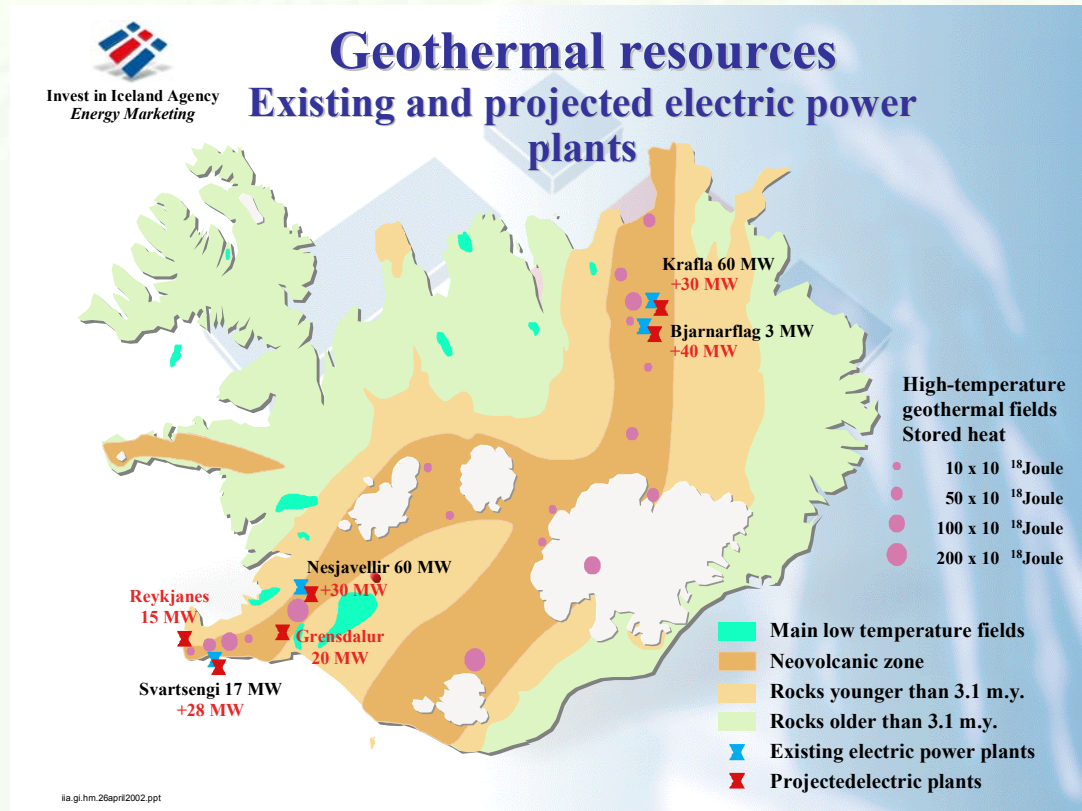 Geothermal resources
Existing and projected electric power
plants
Invest in Iceland Agency
Energy Marketing
Krafla 60 MW
+30 MW
Bjarnarflag 3 MW
+40 MW
High-temperature
geothermal fields
Stored heat
10 x 10 18Joule
50 x 10 18Joule
100 x 10 18Joule
200 x 10 18Joule
Nesjavellir 60 MW
+30 MW
Reykjanes
15 MW
Grensdalur
20 MW
Svartsengi 17 MW
+28 MW
Main low temperature fields
Neovolcanic zone
Rocks younger than 3.1 m.y.
Rocks older than 3.1 m.y.
Existing electric power plants
Projectedelectric plants
iia.gi.hm.26april2002.ppt